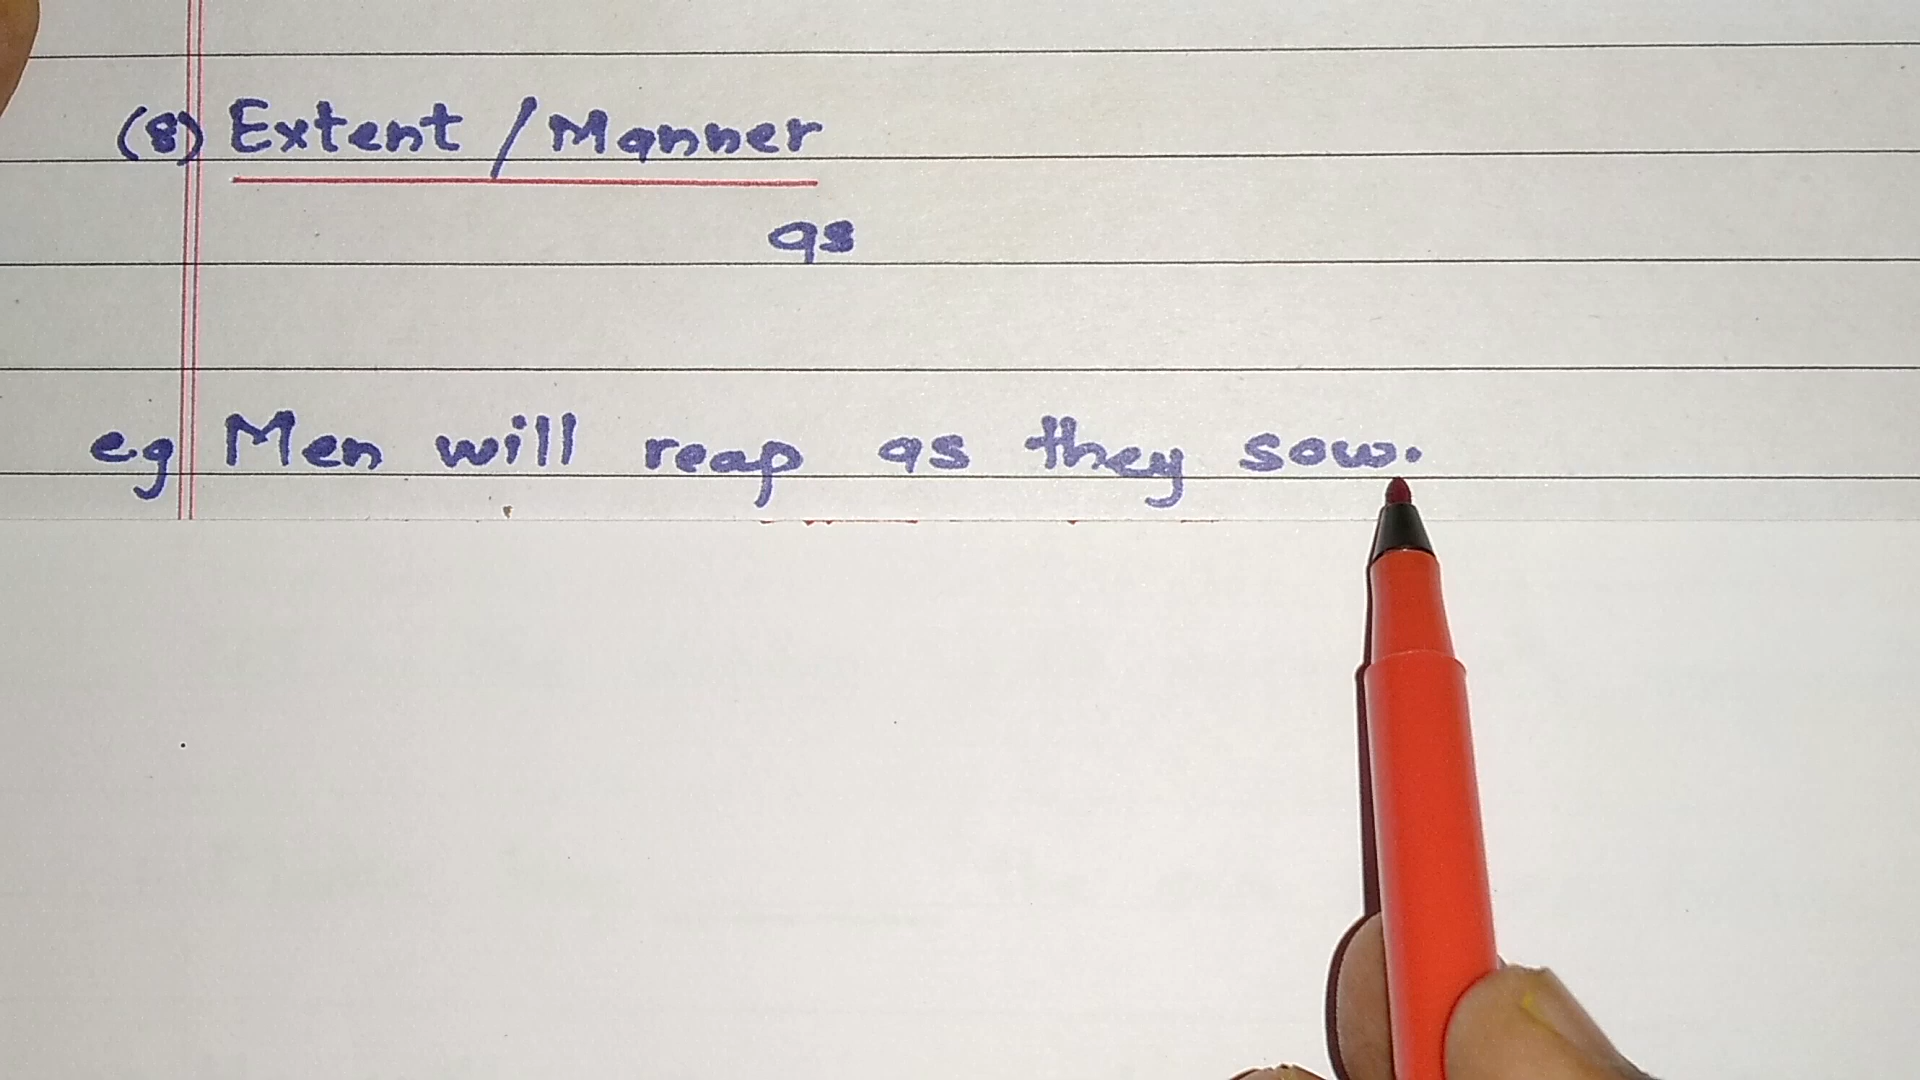 (8) Extent / Manner
as
eg Men will reap as they sow.